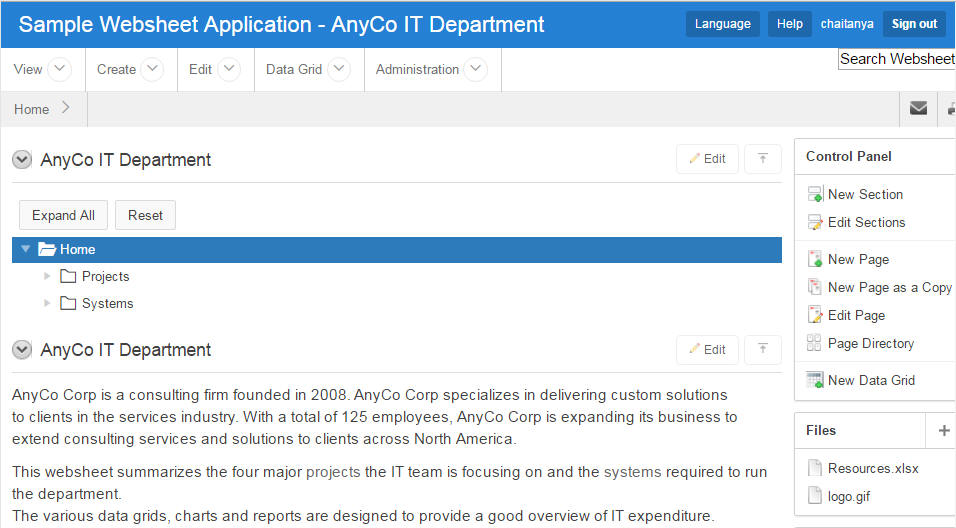 Sample Websheet Application - AnyCo IT Department
Language Help chaitanya Sign out
View Create Edit Data Grid Administration
Search Websheet
Home
AnyCo IT Department
Edit
Expand All Reset
Home
Projects
Systems
AnyCo IT Department
Edit
AnyCo Corp is a consulting firm founded in 2008. AnyCo Corp specializes in delivering custom solutions
to clients in the services industry. With a total of 125 employees, AnyCo Corp is expanding its business to
extend consulting services and solutions to clients across North America.
This websheet summarizes the four major projects the IT team is focusing on and the systems required to run
the department.
The various data grids, charts and reports are designed to provide a good overview of IT expenditure.
Control Panel
New Section
Edit Sections
New Page
New Page as a Copy
Edit Page
Page Directory
New Data Grid
Files
Resources.xlsx
logo.gif